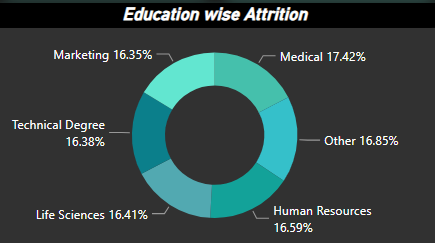 Education wise Attrition
Marketing 16.35%
Medical 17.42%
Technical Degree
16.38%
Other 16.85%
Life Sciences 16.41%
Human Resources
16.59%